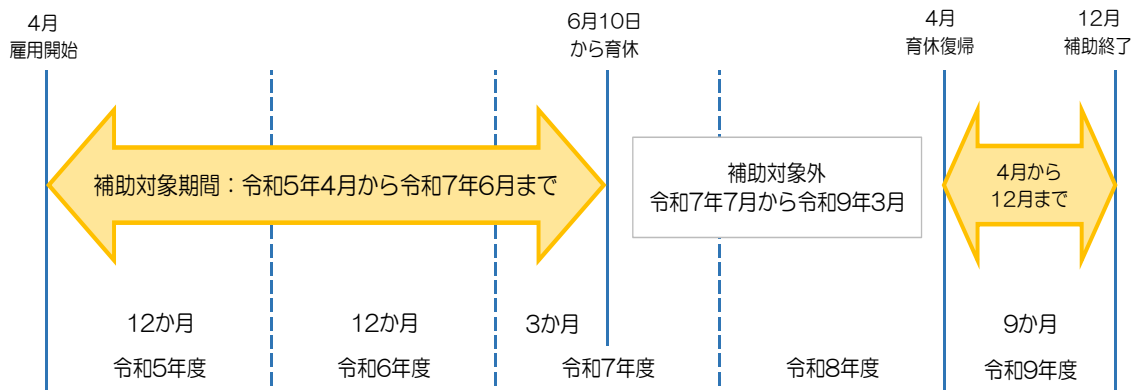 4月
雇用開始
6月10日
から育休
4月
育休復帰
12月
補助終了
補助対象期間：令和5年4月から令和7年6月まで
補助対象外
令和7年7月から令和9年3月
4月から
12月まで
12か月
12か月
3か月
9か月
令和5年度
令和6年度
令和7年度
令和8年度
令和9年度